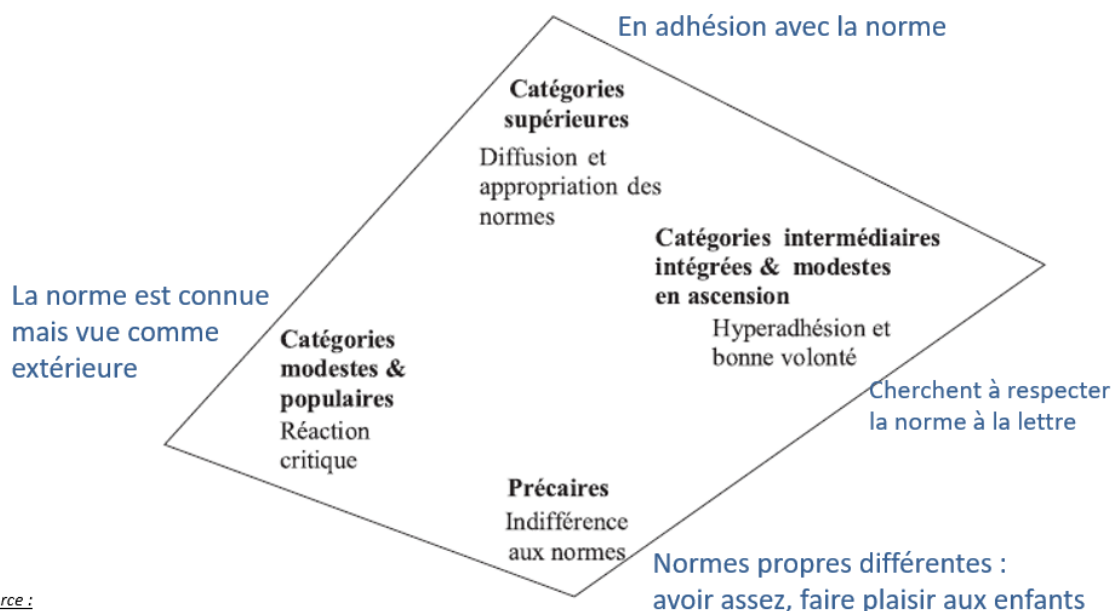 En adhésion avec la norme
Catégories
supérieures
Diffusion et
appropriation des
normes
Catégories intermédiaires
intégrées & modestes
en ascension
Hyperadhésion et
bonne volonté
La norme est connue
mais vue comme
extérieure
Catégories
modestes &
populaires
Réaction
critique
Cherchent à respecter
la norme à la lettre
Précaires
Indifférence
aux normes
Normes propres différentes :
avoir assez, faire plaisir aux enfants
rce :